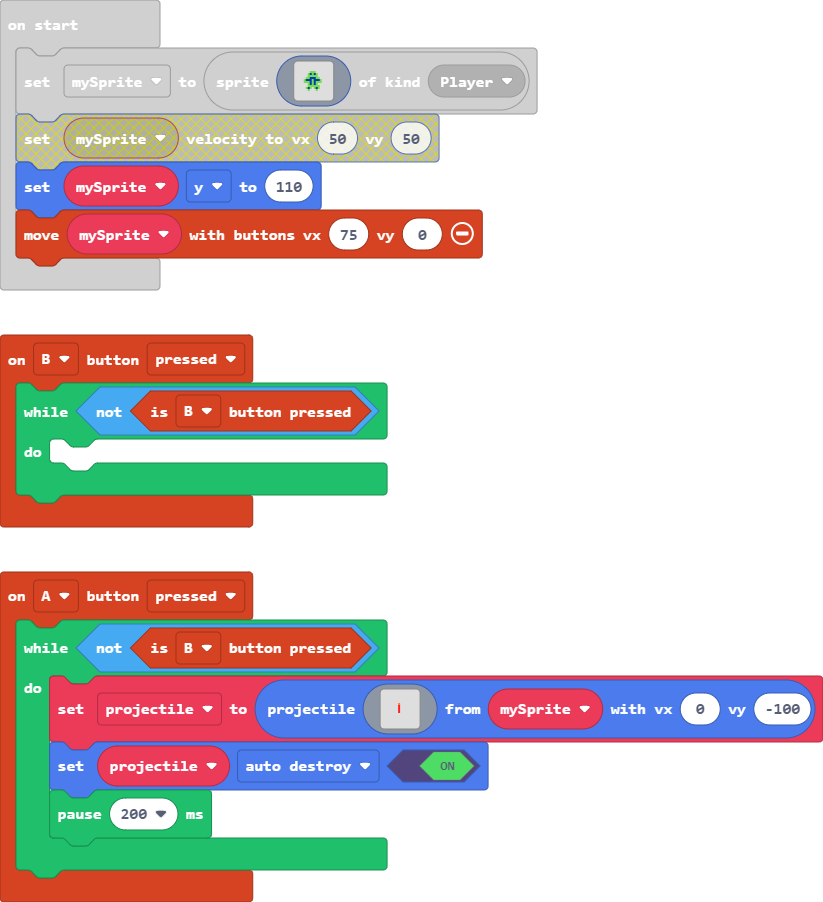 on start
set mySprite to sprite of kind Player
set mySprite velocity to vx 50 vy 50
set mySprite y to 110
move mySprite with buttons vx 75 vy 0
on B button pressed
while not is B button pressed
do
on A button pressed
while not is B button pressed
do
set projectile to projectile from mySprite with vx 0 vy -100
set projectile auto destroy ON
pause 200 ms